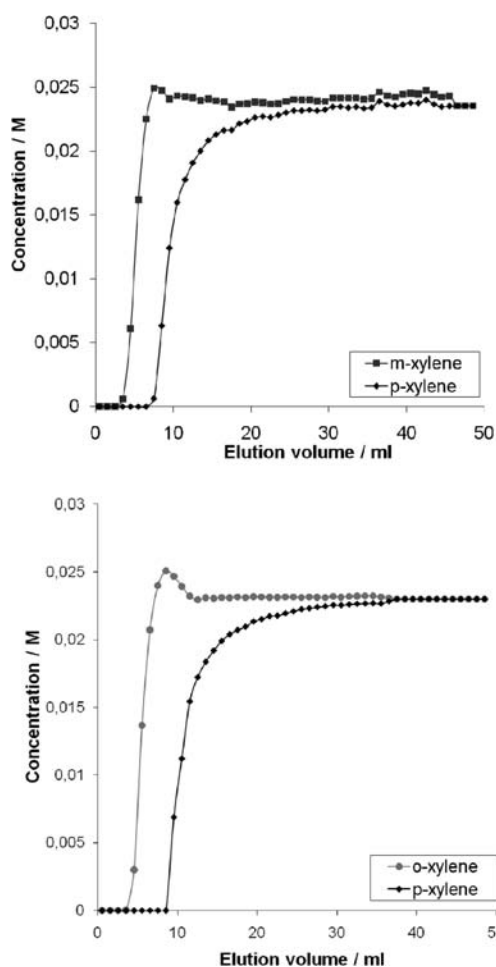 0,03
0,025
0,02
0,015
0,01
0,005
0
Concentration / M
0 10 20 30 40 50
Elution volume / ml
m-xylene
p-xylene
0,03
0,025
0,02
0,015
0,01
0,005
0
Concentration / M
0 10 20 30 40
Elution volume / ml
o-xylene
p-xylene